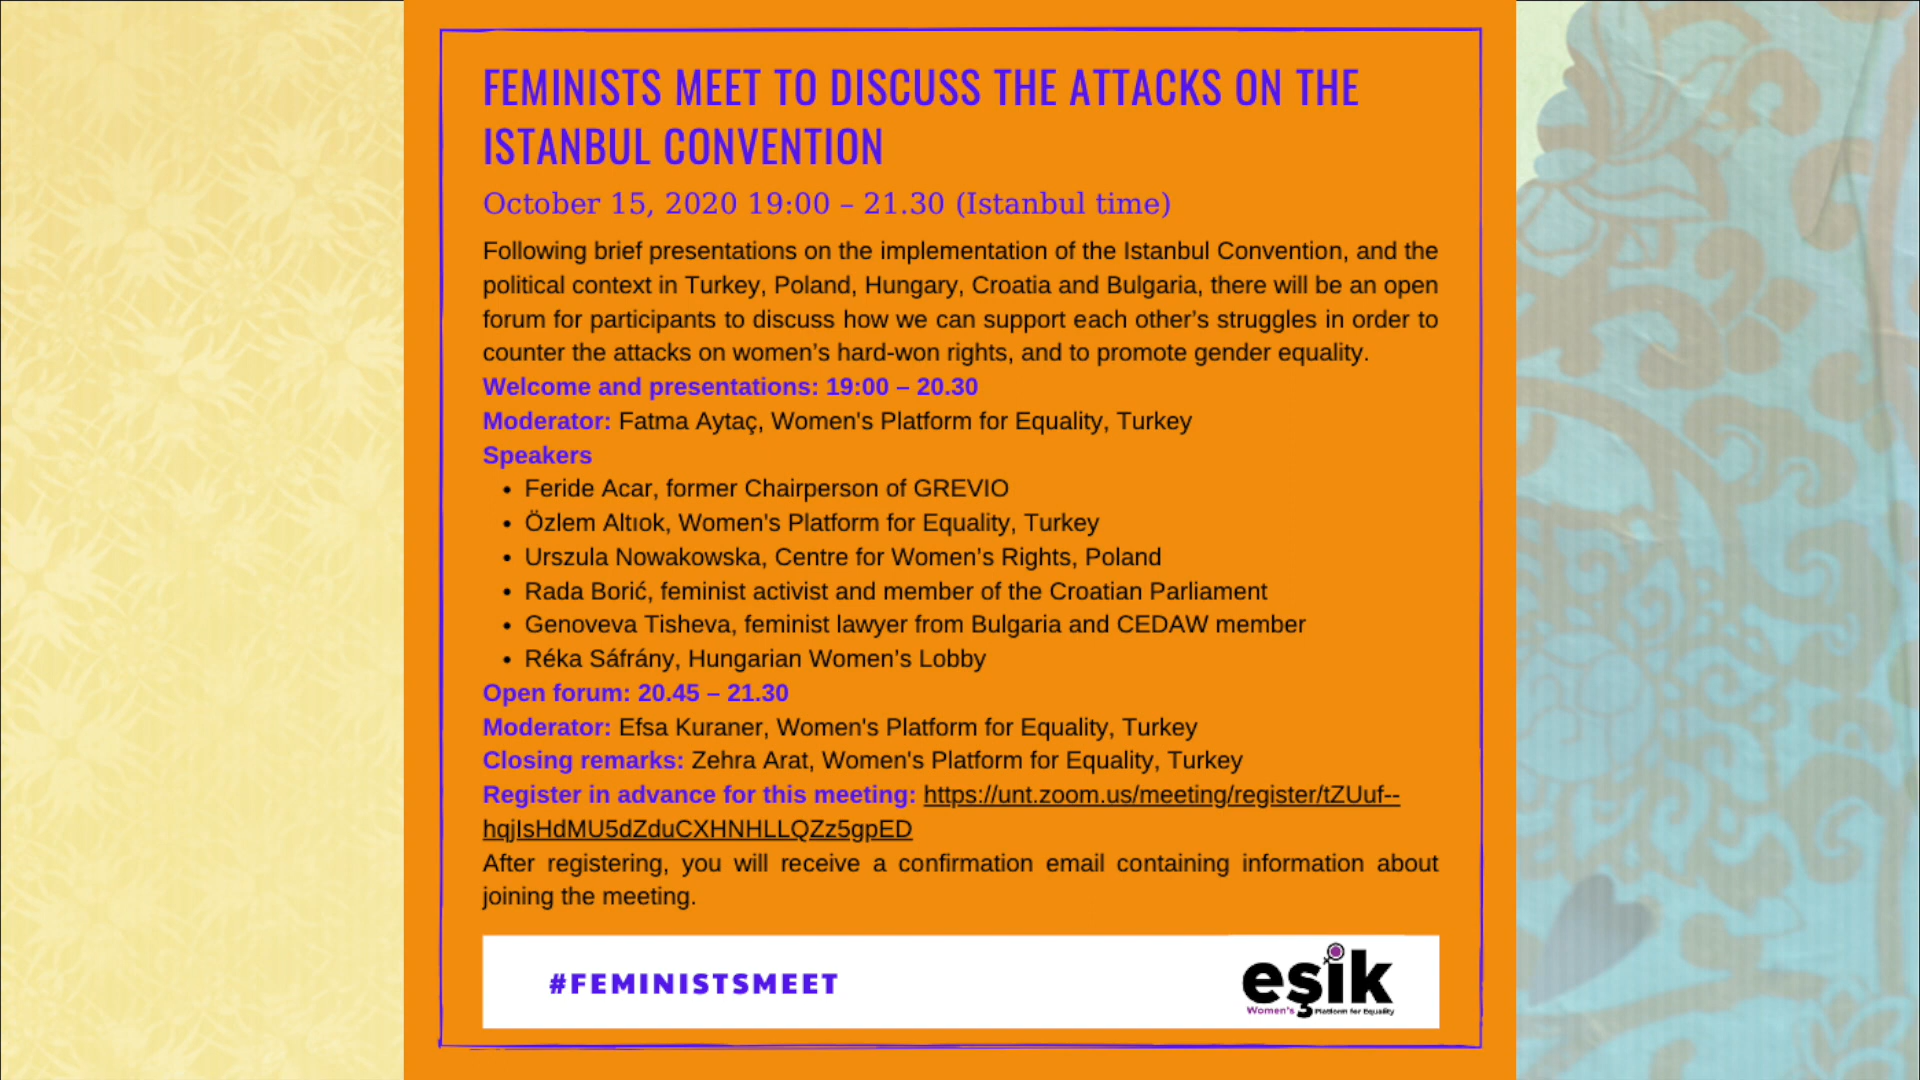 FEMINISTS MEET TO DISCUSS THE ATTACKS ON THE
ISTANBUL CONVENTION
October 15, 2020 19:00 – 21.30 (Istanbul time)
Following brief presentations on the implementation of the Istanbul Convention, and the
political context in Turkey, Poland, Hungary, Croatia and Bulgaria, there will be an open
forum for participants to discuss how we can support each other’s struggles in order to
counter the attacks on women’s hard-won rights, and to promote gender equality.
Welcome and presentations: 19:00 – 20.30
Moderator: Fatma Aytaç, Women's Platform for Equality, Turkey
Speakers
• Feride Acar, former Chairperson of GREVIO
• Özlem Altıok, Women's Platform for Equality, Turkey
• Urszula Nowakowska, Centre for Women’s Rights, Poland
• Rada Borić, feminist activist and member of the Croatian Parliament
• Genoveva Tisheva, feminist lawyer from Bulgaria and CEDAW member
• Réka Sáfrány, Hungarian Women’s Lobby
Open forum: 20.45 – 21.30
Moderator: Efsa Kuraner, Women's Platform for Equality, Turkey
Closing remarks: Zehra Arat, Women's Platform for Equality, Turkey
Register in advance for this meeting: https://unt.zoom.us/meeting/register/tZUuf--
hqjIsHdMU5dZduCXHNHLLQZz5gpED
After registering, you will receive a confirmation email containing information about
joining the meeting.
#FEMINISTSMEET
eşik
Women's Platform for Equality